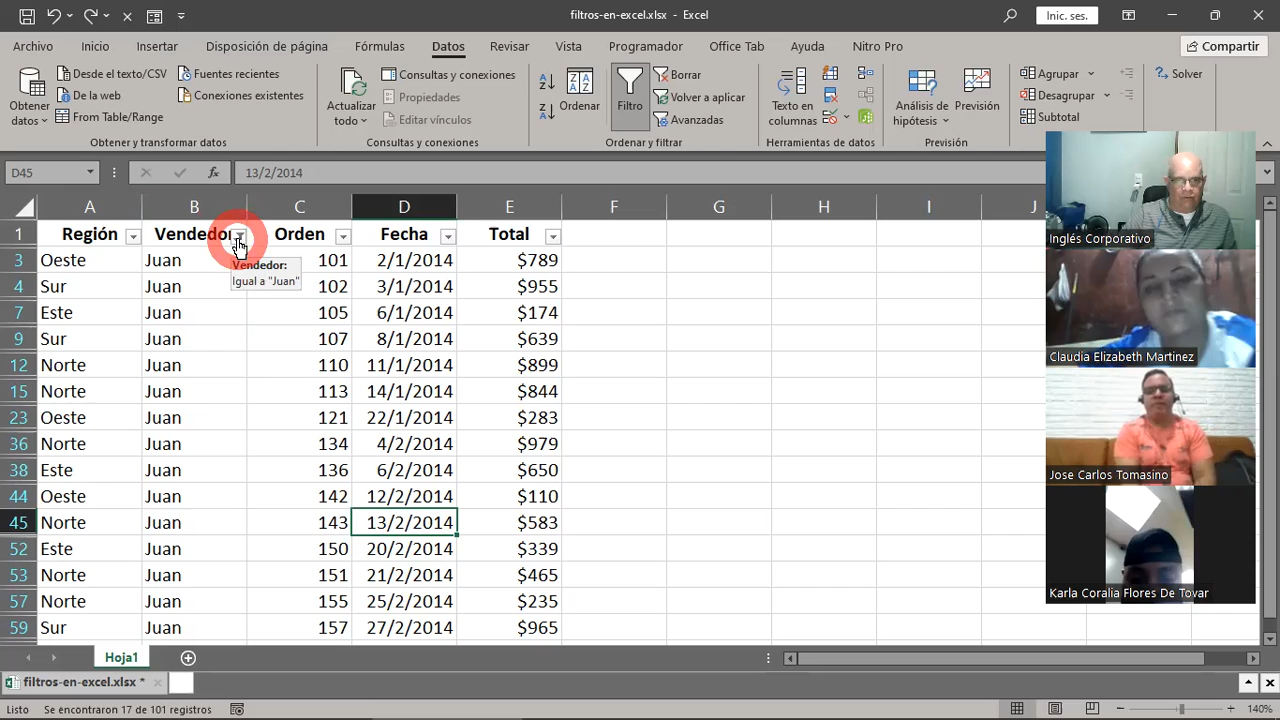 filtros-en-excel.xlsx - Excel
Inic. ses.
Archivo Inicio Insertar Disposición de página Fórmulas Datos Revisar Vista Programador Office Tab Ayuda Nitro Pro Compartir
Obtener datos
Desde el texto/CSV
De la web
From Table/Range
Fuentes recientes
Conexiones existentes
Obtener y transformar datos
Actualizar todo
Consultas y conexiones
Propiedades
Editar vínculos
Consultas y conexiones
Ordenar
Filtro
Borrar
Volver a aplicar
Avanzadas
Ordenar y filtrar
Texto en columnas
Herramientas de datos
Análisis de hipótesis
Previsión
Previsión
Agrupar
Desagrupar
Subtotal
Solver
D45 fx 13/2/2014
A B C D E F G H I J
1 Región Vendedor Orden Fecha Total
3 Oeste Juan 101 2/1/2014 $789
4 Sur Juan 102 3/1/2014 $955
7 Este Juan 105 6/1/2014 $174
9 Sur Juan 107 8/1/2014 $639
12 Norte Juan 110 11/1/2014 $899
15 Norte Juan 113 14/1/2014 $844
23 Oeste Juan 121 22/1/2014 $283
36 Norte Juan 134 4/2/2014 $979
38 Este Juan 136 6/2/2014 $650
44 Oeste Juan 142 12/2/2014 $110
45 Norte Juan 143 13/2/2014 $583
52 Este Juan 150 20/2/2014 $339
53 Norte Juan 151 21/2/2014 $465
57 Norte Juan 155 25/2/2014 $235
59 Sur Juan 157 27/2/2014 $965
Vendedor:
Igual a "Juan"
Inglés Corporativo
Claudia Elizabeth Martinez
Jose Carlos Tomasino
Karla Coralia Flores De Tovar
Hoja1
filtros-en-excel.xlsx *
Listo Se encontraron 17 de 101 registros 140%